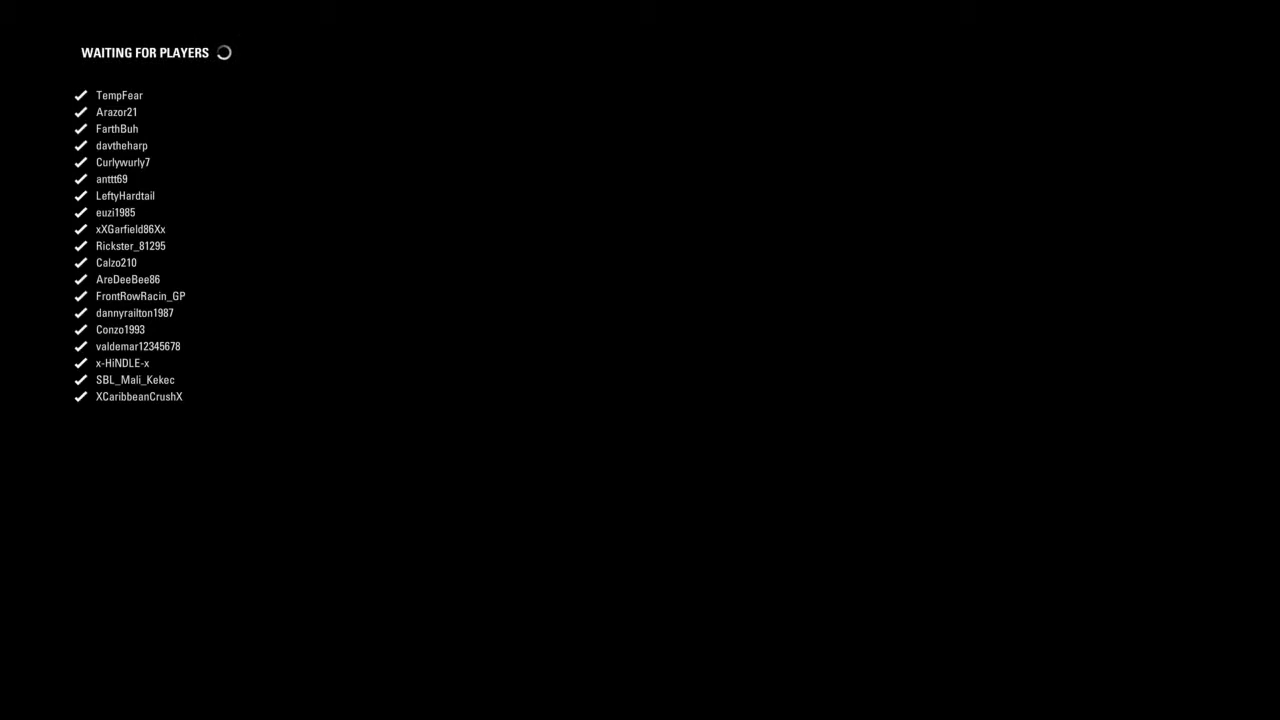 WAITING FOR PLAYERS
TempFear
Arazor21
FarthBuh
davtheharp
Curlywurly7
anttt69
LeftyHardtail
euzi1985
xXGarfield86Xx
Rickster_81295
Calzo210
AreDeeBee86
FrontRowRacin_GP
dannyrailton1987
Conzo1993
valdemar12345678
x-HiNDLE-x
SBL_Mali_Kekec
XCaribbeanCrushX